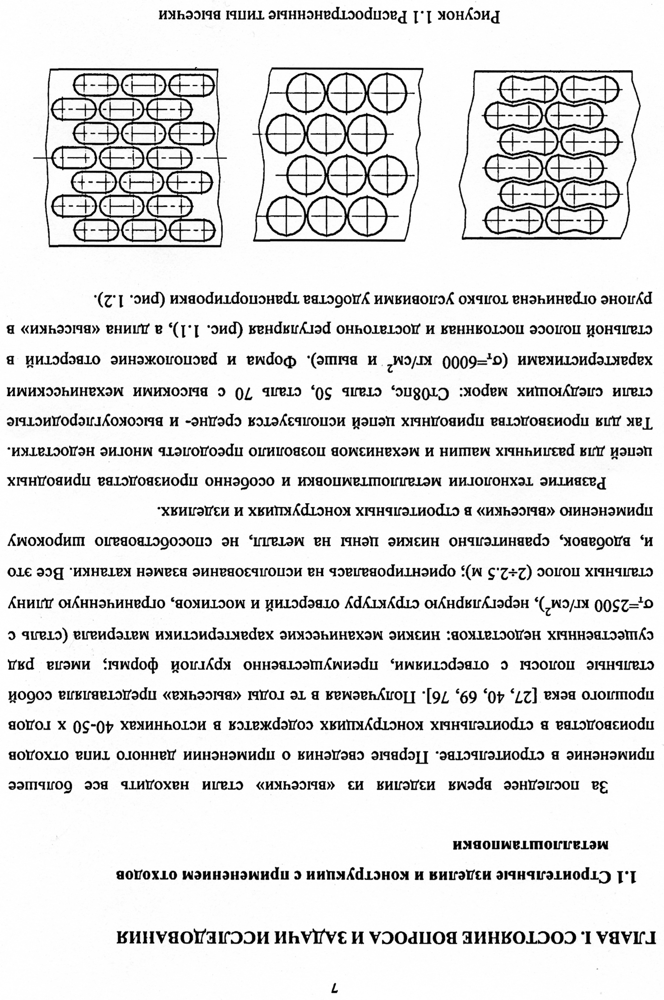 7
ГЛАВА I. СОСТОЯНИЕ ВОПРОСА И ЗАДАЧИ ИССЛЕДОВАНИЯ
1.1 Строительные изделия и конструкции с применением отходов
металлоштамповки
За последнее время изделия из «высечки» стали находить все большее
применение в строительстве. Первые сведения о применении данного типа отходов
производства в строительных конструкциях содержатся в источниках 40-50 х годов
прошлого века [27, 40, 69, 76]. Получаемая в те годы «высечка» представляла собой
стальные полосы с отверстиями, преимущественно круглой формы; имела ряд
существенных недостатков: низкие механические характеристики материала (сталь с
σт=2500 кг/см²), нерегулярную структуру отверстий и мостиков, ограниченную длину
стальных полос (2÷2.5 м); ориентировалась на использование взамен катанки. Все это
и, вдобавок, сравнительно низкие цены на металл, не способствовало широкому
применению «высечки» в строительных конструкциях и изделиях.
Развитие технологии металлоштамповки и особенно производства приводных
цепей для различных машин и механизмов позволило преодолеть многие недостатки.
Так для производства приводных цепей используется средне- и высокоуглеродистые
стали следующих марок: Ст08пс, сталь 50, сталь 70 с высокими механическими
характеристиками (σт=6000 кг/см² и выше). Форма и расположение отверстий в
стальной полосе постоянная и достаточно регулярная (рис. 1.1), а длина «высечки» в
рулоне ограничена только условиями удобства транспортировки (рис. 1.2).
Рисунок 1.1 Распространенные типы высечки